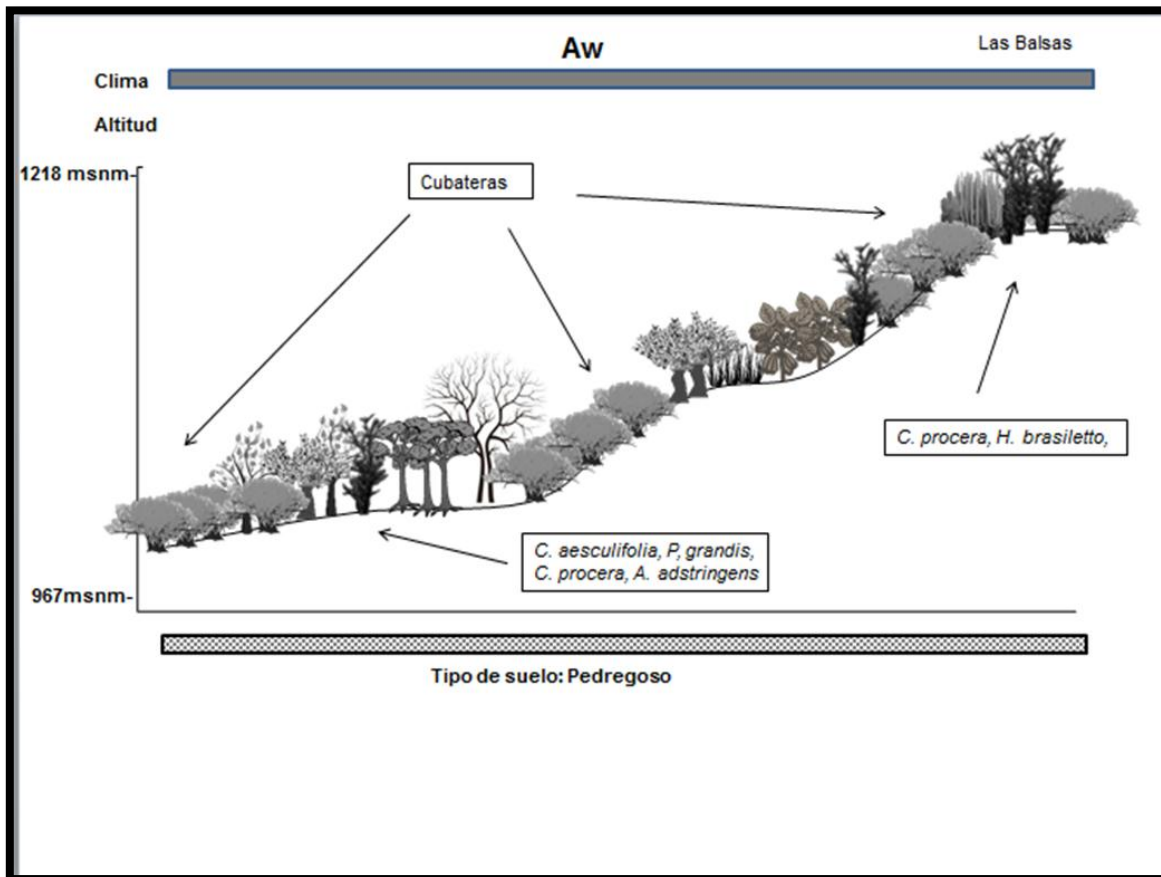 Aw
Las Balsas
Clima
Altitud
1218 msnm-
Cubateras
C. procera, H. brasiletto,
C. aesculifolia, P, grandis,
C. procera, A. adstringens
967msnm-
Tipo de suelo: Pedregoso